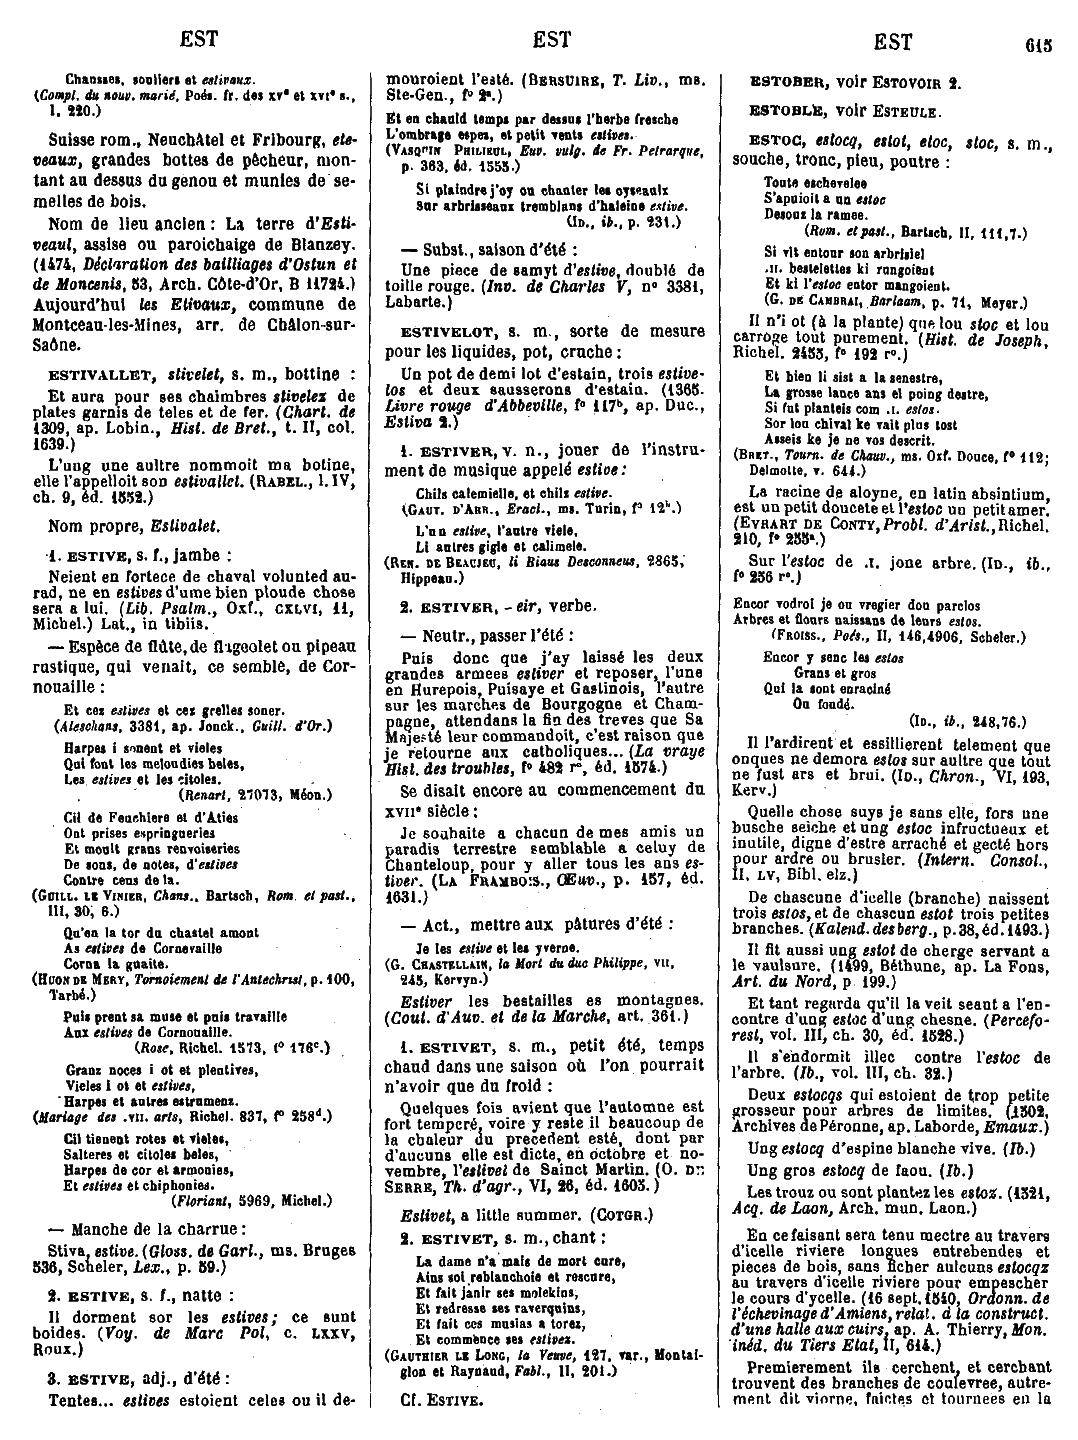 EST
EST
EST
615
Chausses, souliers et estivaux.
(Compl. du nouv. marié, Poés. fr. des xvᵉ et xvıᵉ s.,
1, 220.)
Suisse rom., Neuchâtel et Fribourg, ete-
veaux, grandes bottes de pêcheur, mon-
tant au dessus du genou et munies de se-
melles de bois.
Nom de lieu ancien : La terre d'Esti-
veaul, assise ou paroichaige de Blanzey.
(1474, Déclaration des bailliages d'Ostun et
de Moncenis, 53, Arch. Côte-d'Or, B 11724.)
Aujourd'hui les Etivaux, commune de
Montceau-les-Mines, arr. de Châlon-sur-
Saône.
ESTIVALLET, stivelet, s. m., bottine :
Et aura pour ses chaimbres stivelez de
plates garnis de teles et de fer. (Chart. de
1309, ap. Lobin., Hist. de Bret., t. II, col.
1639.)
L'ung une aultre nommoit ma botine,
elle l'appelloit son estivallet. (RABEL., l. IV,
ch. 9, éd. 1552.)
Nom propre, Estivalet.
1. ESTIVE, s. f., jambe :
Neient en fortece de chaval volunted au-
rad, ne en estives d'ume bien ploude chose
sera a lui. (Lib. Psalm., Oxf., CXLVI, 11,
Michel.) Lat., in tibiis.
— Espèce de flûte, de flageolet ou pipeau
rustique, qui venait, ce semble, de Cor-
nouaille :
Et cez estives et cez grelles soner.
(Aleschans, 3381, ap. Jonck., Guill. d'Or.)
Harpes i sonent et vieles
Qui font les meloudies beles,
Les estives et les citoles.
(Renart, 27073, Méon.)
Cil de Feuchiere et d'Aties
Ont prises espringueries
Et moult grans renvoiseries
De sons, de notes, d'estives
Contre ceus de la.
(GUILL. LE VINIER, Chans., Bartsch, Rom. et past.,
III, 30, 6.)
Qu'en la tor du chastel amont
As estives de Cornevaille
Corna la guaite.
(HUON DE MERY, Tornoiement de l'Antechrist, p. 100,
Tarbé.)
Puis prent sa muse et puis travaille
Aux estives de Cornouaille.
(Rose, Richel. 1573, fᵒ 176ᶜ.)
Granz noces i ot et plentives,
Vieles i ot et estives,
Harpes et autres estrumenz.
(Mariage des .VII. arts, Richel. 837, fᵒ 258ᵈ.)
Cil tienent rotes et vieles,
Salteres et citoles beles,
Harpes de cor et armonies,
Et estives et chiphonies.
(Floriant, 5969, Michel.)
— Manche de la charrue :
Stiva, estive. (Gloss. de Garl., ms. Bruges
536, Scheler, Lex., p. 59.)
2. ESTIVE, s. f., natte :
Il dorment sor les estives; ce sunt
boides. (Voy. de Marc Pol, c. LXXV,
Roux.)
3. ESTIVE, adj., d'été :
Tentes... estives estoient celes ou il de-
mouroient l'esté. (BERSUIRE, T. Liv., ms.
Ste-Gen., fᵒ 2ᵃ.)
Et en chauld temps par dessus l'herbe fresche
L'ombrage espes, et petit vents estives.
(VASQUIN PHILIEUL, Euv. vulg. de Fr. Petrarque,
p. 363, éd. 1555.)
Si plaindre j'oy ou chanter les oyseaulx
Sur arbrisseaux tremblans d'haleine estive.
(ID., ib., p. 231.)
— Subst., saison d'été :
Une piece de samyt d'estive, doublé de
toille rouge. (Inv. de Charles V, nᵒ 3381,
Labarte.)
ESTIVELOT, s. m., sorte de mesure
pour les liquides, pot, cruche :
Un pot de demi lot d'estain, trois estive-
los et deux sausserons d'estain. (1365.
Livre rouge d'Abbeville, fᵒ 117ᵇ, ap. Duc.,
Estiva 2.)
1. ESTIVER, v. n., jouer de l'instru-
ment de musique appelé estive :
Chils calemielle, et chils estive.
(GAUT. D'ARR., Eracl., ms. Turin, fᵒ 12ᵇ.)
L'un estive, l'autre viele,
Li autres gigle et calimele.
(REN. DE BEAUJEU, li Biaus Desconneus, 2865,
Hippeau.)
2. ESTIVER, - eir, verbe.
— Neutr., passer l'été :
Puis donc que j'ay laissé les deux
grandes armees estiver et reposer, l'une
en Hurepois, Puisaye et Gastinois, l'autre
sur les marches de Bourgogne et Cham-
pagne, attendans la fin des treves que Sa
Majesté leur commandoit, c'est raison que
je retourne aux catholiques... (La vraye
Hist. des troubles, fᵒ 482 rᵒ, éd. 1574.)
Se disait encore au commencement du
XVIIᵉ siècle :
Je souhaite a chacun de mes amis un
paradis terrestre semblable a celuy de
Chanteloup, pour y aller tous les ans es-
tiver. (LA FRAMBOIS., Œuv., p. 157, éd.
1631.)
— Act., mettre aux pâtures d'été :
Je les estive et les yverne.
(G. CHASTELLAIN, la Mort du duc Philippe, VII,
245, Kervyn.)
Estiver les bestailles es montagnes.
(Cout. d'Auv. et de la Marche, art. 361.)
1. ESTIVET, s. m., petit été, temps
chaud dans une saison où l'on pourrait
n'avoir que du froid :
Quelques fois avient que l'automne est
fort temperé, voire y reste il beaucoup de
la chaleur du precedent esté, dont par
d'aucuns elle est dicte, en octobre et no-
vembre, l'estivet de Sainct Martin. (O. DE
SERRE, Th. d'agr., VI, 26, éd. 1605.)
Estivet, a little summer. (COTGR.)
2. ESTIVET, s. m., chant :
La dame n'a mais de mort cure,
Ains sol reblanchoie et rescure,
Et fait janlr ses molekins,
Et redresse ses raverquins,
Et fait ces musias a torez,
Et commence ses estivez.
(GAUTHIER LE LONG, la Veuve, 127, var., Montai-
glon et Raynaud, Fabl., II, 201.)
Cf. ESTIVE.
ESTOBER, voir ESTOVOIR 2.
ESTOBLE, voir ESTEULE.
ESTOC, estocq, estot, etoc, stoc, s. m.,
souche, tronc, pieu, poutre :
Toute eschevelee
S'apuioit a un estoc
Desouz la ramee.
(Rom. et past., Bartsch, II, 111,7.)
Si vit entour son arbrisiel
.II. bestelettes ki rungoient
Et ki l'estoc entor mangoient.
(G. DE CAMBRAI, Barlaam, p. 71, Meyer.)
Il n'i ot (à la plante) que lou stoc et lou
carroge tout purement. (Hist. de Joseph,
Richel. 2455, fᵒ 192 rᵒ.)
Et bien li sist a la senestre,
La grosse lance ans el poing destre,
Si fut planteis com .I. estos.
Sor lou chival ke vait plus tost
Asseis ke je ne vos descrit.
(BRET., Tourn. de Chauv., ms. Oxf. Douce, fᵒ 112;
Delmotte, v. 644.)
La racine de aloyne, en latin absintium,
est un petit doucete et l'estoc un petit amer.
(EVRART DE CONTY, Probl. d'Arist., Richel.
210, fᵒ 255ᵃ.)
Sur l'estoc de .I. jone arbre. (ID., ib.,
fᵒ 256 rᵒ.)
Encor vodroi je ou vregier dou parclos
Arbres et flours naissans de leurs estos.
(FROISS., Poés., II, 146,4906, Scheler.)
Encor y senc les estos
Grans et gros
Qui la sont enraciné
Ou fondé.
(ID., ib., 248,76.)
Il l'ardirent et essillierent telement que
onques ne demora estos sur aultre que tout
ne fust ars et brui. (ID., Chron., VI, 193,
Kerv.)
Quelle chose suys je sans elle, fors une
busche seiche et ung estoc infructueux et
inutile, digne d'estre arraché et gecté hors
pour ardre ou brusler. (Intern. Consol.,
II, LV, Bibl. elz.)
De chascune d'icelle (branche) naissent
trois estos, et de chascun estot trois petites
branches. (Kalend. des berg., p. 38, éd. 1493.)
Il fit aussi ung estot de cherge servant a
le vaulsure. (1499, Béthune, ap. La Fons,
Art. du Nord, p 199.)
Et tant regarda qu'il la veit seant a l'en-
contre d'ung estoc d'ung chesne. (Percefo-
rest, vol. III, ch. 30, éd. 1528.)
Il s'endormit illec contre l'estoc de
l'arbre. (Ib., vol. III, ch. 32.)
Deux estocqs qui estoient de trop petite
grosseur pour arbres de limites. (1502,
Archives de Péronne, ap. Laborde, Emaux.)
Ung estocq d'espine blanche vive. (Ib.)
Ung gros estocq de faou. (Ib.)
Les trouz ou sont plantez les estoz. (1521,
Acq. de Laon, Arch. mun. Laon.)
En ce faisant sera tenu mectre au travers
d'icelle riviere longues entrebendes et
pieces de bois, sans ficher aulcuns estocqz
au travers d'icelle riviere pour empescher
le cours d'ycelle. (16 sept. 1510, Ordonn. de
l'échevinage d'Amiens, relat. à la construct.
d'une halle aux cuirs, ap. A. Thierry, Mon.
inéd. du Tiers Etat, II, 614.)
Premierement ils cerchent, et cerchant
trouvent des branches de coulevree, autre-
ment dit viorne, faictes et tournees en la